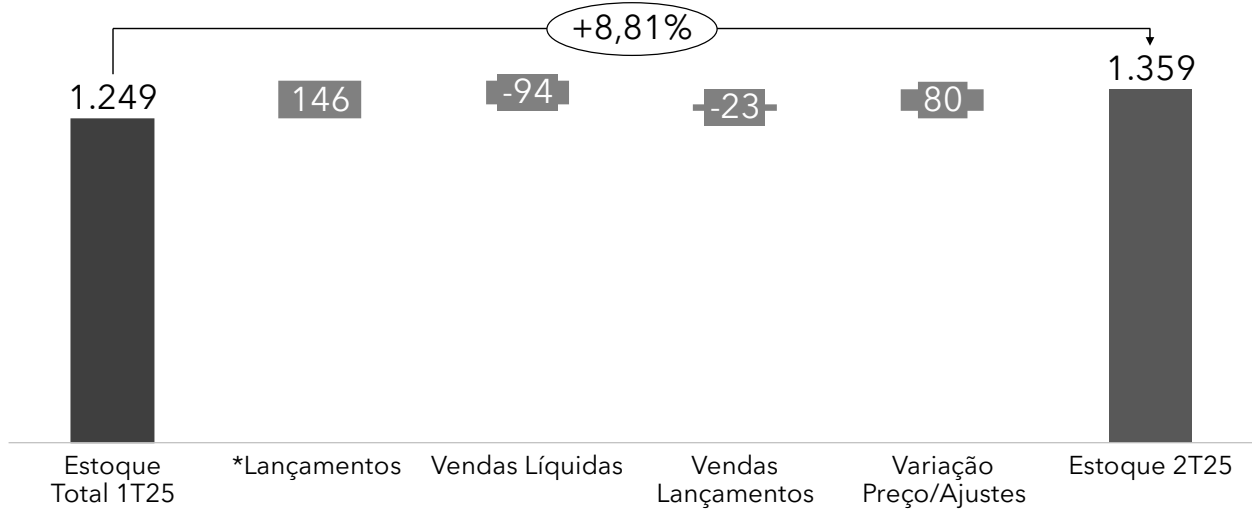 +8,81%
1.249
146
-94
-23
80
1.359
Estoque
Total 1T25
*Lançamentos
Vendas Líquidas
Vendas
Lançamentos
Variação
Preço/Ajustes
Estoque 2T25